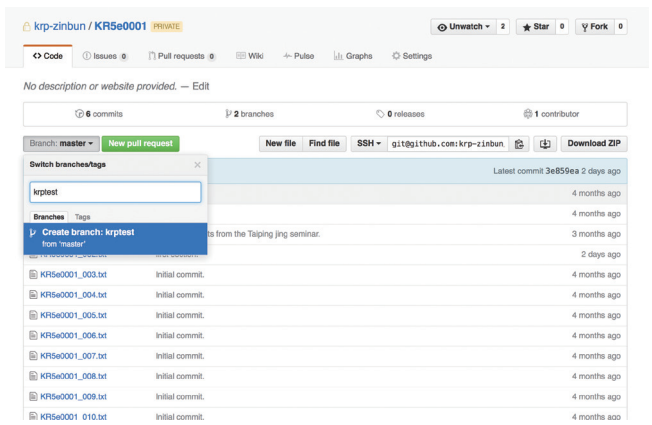 krp-zinbun / KR5e0001 PRIVATE
Unwatch 2 Star 0 Fork 0
Code Issues 0 Pull requests 0 Wiki Pulse Graphs Settings
No description or website provided. — Edit
6 commits 2 branches 0 releases 1 contributor
Branch: master New pull request New file Find file SSH git@github.com:krp-zinbun Download ZIP
Switch branches/tags
Latest commit 3e859ea 2 days ago
krptest
4 months ago
Branches Tags
4 months ago
Create branch: krptest
from 'master'
ts from the Taiping jing seminar. 3 months ago
2 days ago
KR5e0001_003.txt Initial commit. 4 months ago
KR5e0001_004.txt Initial commit. 4 months ago
KR5e0001_005.txt Initial commit. 4 months ago
KR5e0001_006.txt Initial commit. 4 months ago
KR5e0001_007.txt Initial commit. 4 months ago
KR5e0001_008.txt Initial commit. 4 months ago
KR5e0001_009.txt Initial commit. 4 months ago
KR5e0001_010.txt Initial commit. 4 months ago